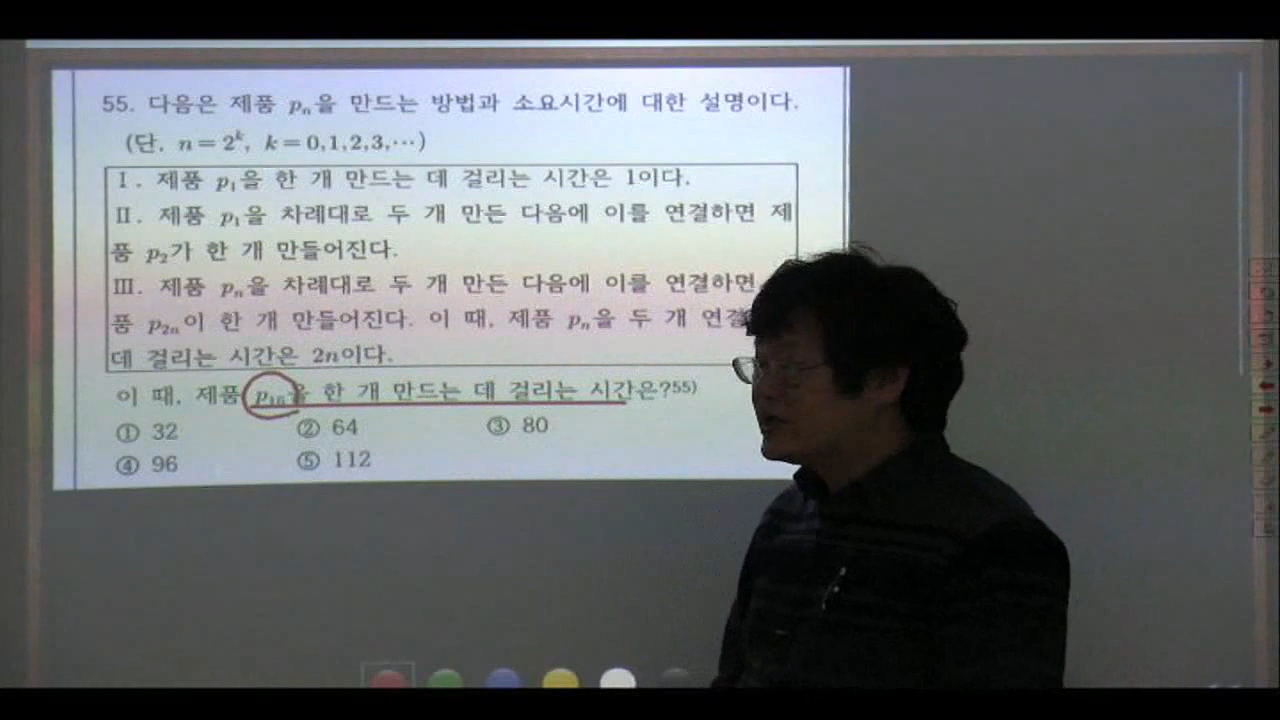 55. 다음은 제품 pₙ을 만드는 방법과 소요시간에 대한 설명이다.
(단, n=2ᵏ, k=0,1,2,3,⋯)
Ⅰ. 제품 p₁을 한 개 만드는 데 걸리는 시간은 1이다.
Ⅱ. 제품 p₁을 차례대로 두 개 만든 다음에 이를 연결하면 제
품 p₂가 한 개 만들어진다.
Ⅲ. 제품 pₙ을 차례대로 두 개 만든 다음에 이를 연결하면
품 p₂ₙ이 한 개 만들어진다. 이 때, 제품 pₙ을 두 개
데 걸리는 시간은 2n이다.
이 때, 제품 p₁₆을 한 개 만드는 데 걸리는 시간은?55)
① 32 ② 64 ③ 80
④ 96 ⑤ 112